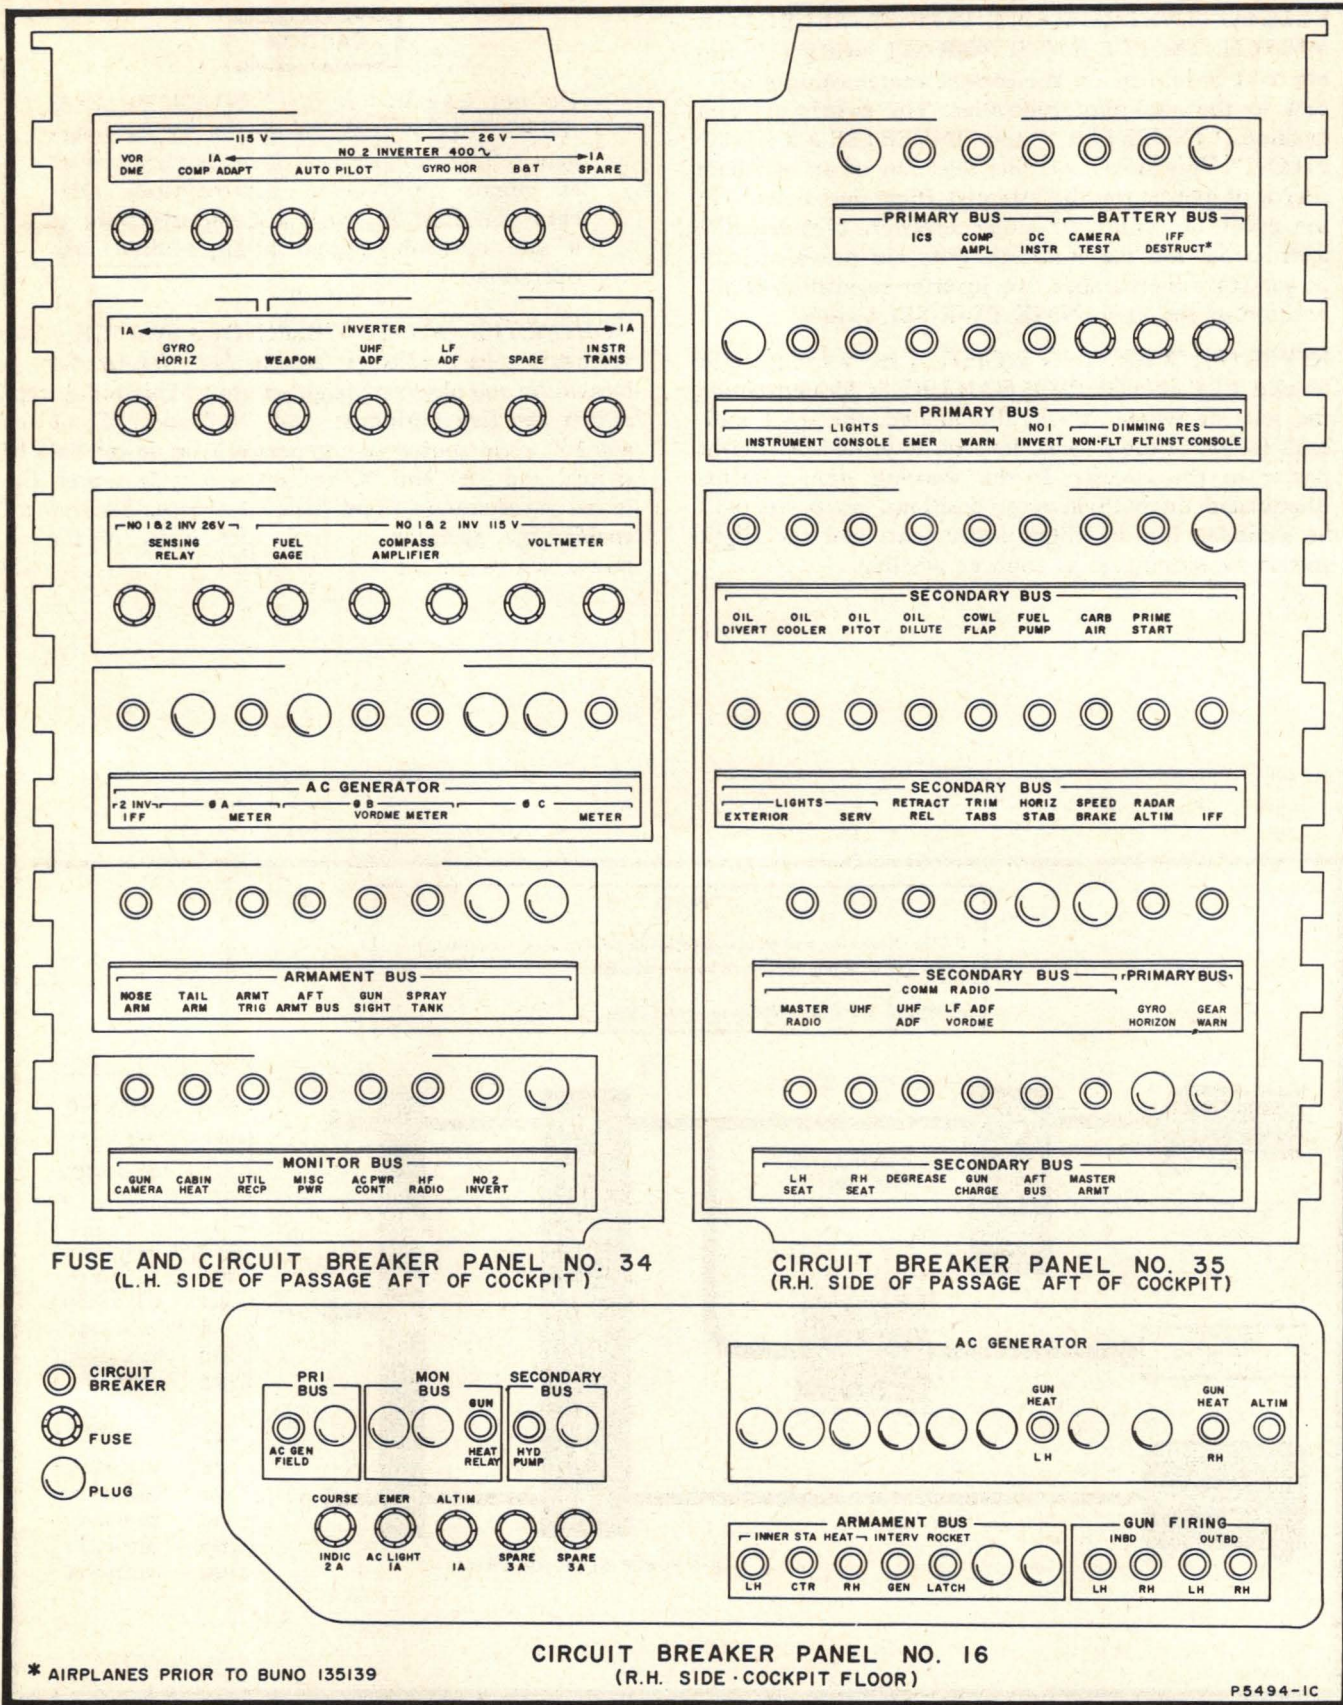 115 V 26 V
NO 2 INVERTER 400 ~
VOR DME 1A COMP ADAPT AUTO PILOT GYRO HOR B&T 1A SPARE
1A INVERTER 1A
GYRO HORIZ WEAPON UHF ADF LF ADF SPARE INSTR TRANS
NO 1 & 2 INV 26V NO 1 & 2 INV 115 V
SENSING RELAY FUEL GAGE COMPASS AMPLIFIER VOLTMETER
AC GENERATOR
2 INV Ø A Ø B Ø C
IFF METER VORDME METER METER
ARMAMENT BUS
NOSE ARM TAIL ARM ARMT TRIG AFT ARMT BUS GUN SIGHT SPRAY TANK
MONITOR BUS
GUN CAMERA CABIN HEAT UTIL RECP MISC PWR AC PWR CONT HF RADIO NO 2 INVERT
FUSE AND CIRCUIT BREAKER PANEL NO. 34
(L.H. SIDE OF PASSAGE AFT OF COCKPIT)
PRIMARY BUS BATTERY BUS
ICS COMP AMPL DC INSTR CAMERA TEST IFF DESTRUCT*
PRIMARY BUS
LIGHTS NO 1 DIMMING RES
INSTRUMENT CONSOLE EMER WARN INVERT NON-FLT FLT INST CONSOLE
SECONDARY BUS
OIL DIVERT OIL COOLER OIL PITOT OIL DILUTE COWL FLAP FUEL PUMP CARB AIR PRIME START
SECONDARY BUS
LIGHTS RETRACT TRIM HORIZ SPEED RADAR
EXTERIOR SERV REL TABS STAB BRAKE ALTIM IFF
SECONDARY BUS PRIMARY BUS
COMM RADIO
MASTER RADIO UHF UHF ADF LF ADF VORDME GYRO HORIZON GEAR WARN
SECONDARY BUS
LH SEAT RH SEAT DEGREASE GUN CHARGE AFT BUS MASTER ARMT
CIRCUIT BREAKER PANEL NO. 35
(R.H. SIDE OF PASSAGE AFT OF COCKPIT)
CIRCUIT BREAKER
FUSE
PLUG
PRI BUS MON BUS SECONDARY BUS
GUN
AC GEN FIELD HEAT RELAY HYD PUMP
COURSE EMER ALTIM
INDIC 2A AC LIGHT 1A 1A SPARE 3A SPARE 3A
AC GENERATOR
GUN HEAT GUN HEAT ALTIM
LH RH
ARMAMENT BUS GUN FIRING
INNER STA HEAT INTERV ROCKET INBD OUTBD
LH CTR RH GEN LATCH LH RH LH RH
CIRCUIT BREAKER PANEL NO. 16
(R.H. SIDE · COCKPIT FLOOR)
* AIRPLANES PRIOR TO BUNO 135139
P5494-1C